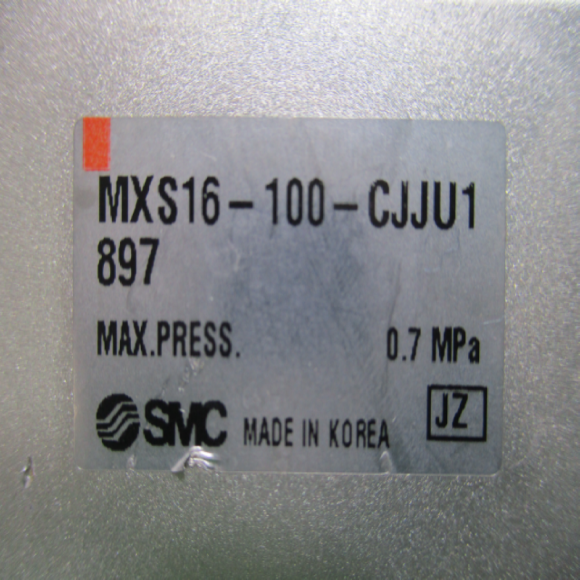 MXS16-100-CJJU1
897
MAX.PRESS. 0.7 MPa
SMC MADE IN KOREA JZ